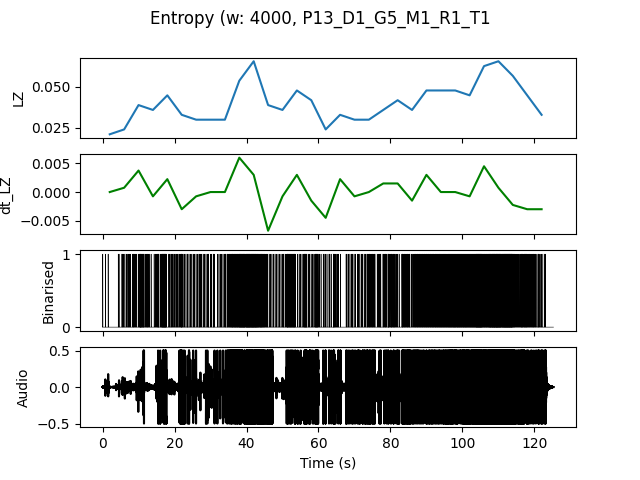 Entropy (w: 4000, P13_D1_G5_M1_R1_T1
LZ
0.050
0.025
dt_LZ
0.005
0.000
−0.005
Binarised
1
0
Audio
0.5
0.0
−0.5
0 20 40 60 80 100 120
Time (s)